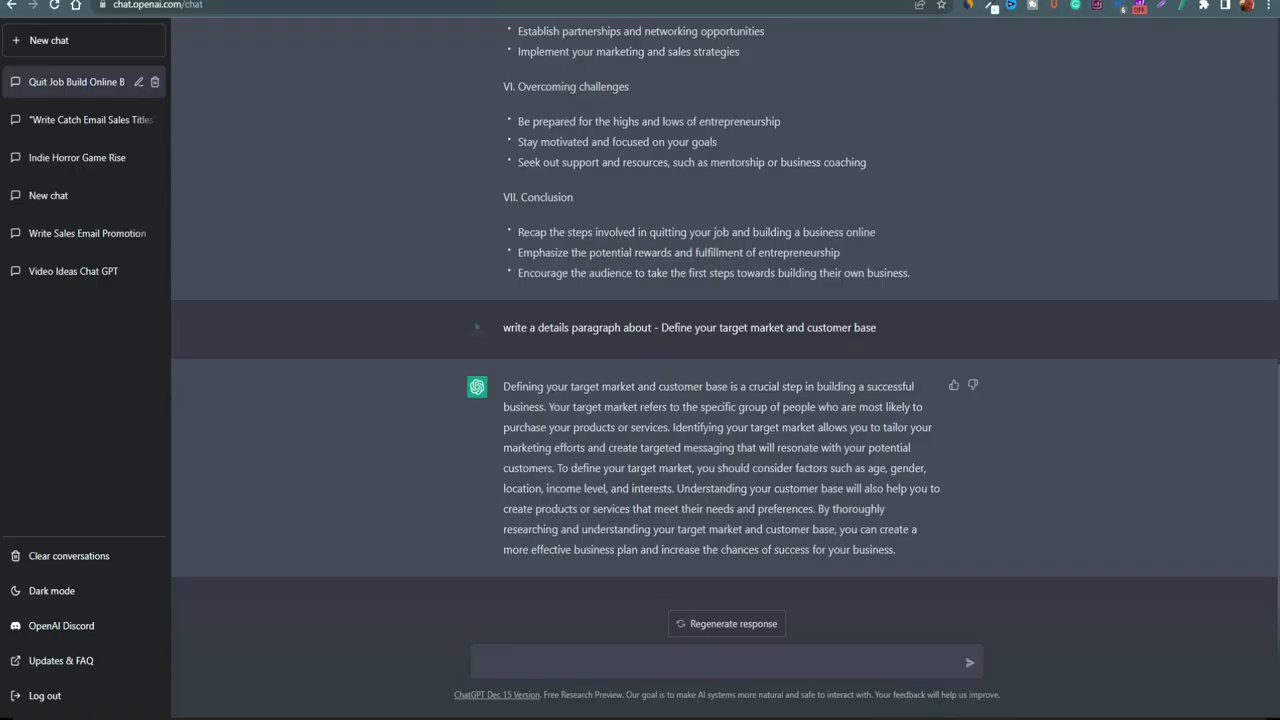 chat.openai.com/chat
New chat
Quit Job Build Online B
"Write Catch Email Sales Titles"
Indie Horror Game Rise
New chat
Write Sales Email Promotion
Video Ideas Chat GPT
Clear conversations
Dark mode
OpenAI Discord
Updates & FAQ
Log out
OFF
• Establish partnerships and networking opportunities
• Implement your marketing and sales strategies
VI. Overcoming challenges
• Be prepared for the highs and lows of entrepreneurship
• Stay motivated and focused on your goals
• Seek out support and resources, such as mentorship or business coaching
VII. Conclusion
• Recap the steps involved in quitting your job and building a business online
• Emphasize the potential rewards and fulfillment of entrepreneurship
• Encourage the audience to take the first steps towards building their own business.
write a details paragraph about - Define your target market and customer base
Defining your target market and customer base is a crucial step in building a successful
business. Your target market refers to the specific group of people who are most likely to
purchase your products or services. Identifying your target market allows you to tailor your
marketing efforts and create targeted messaging that will resonate with your potential
customers. To define your target market, you should consider factors such as age, gender,
location, income level, and interests. Understanding your customer base will also help you to
create products or services that meet their needs and preferences. By thoroughly
researching and understanding your target market and customer base, you can create a
more effective business plan and increase the chances of success for your business.
Regenerate response
ChatGPT Dec 15 Version. Free Research Preview. Our goal is to make AI systems more natural and safe to interact with. Your feedback will help us improve.